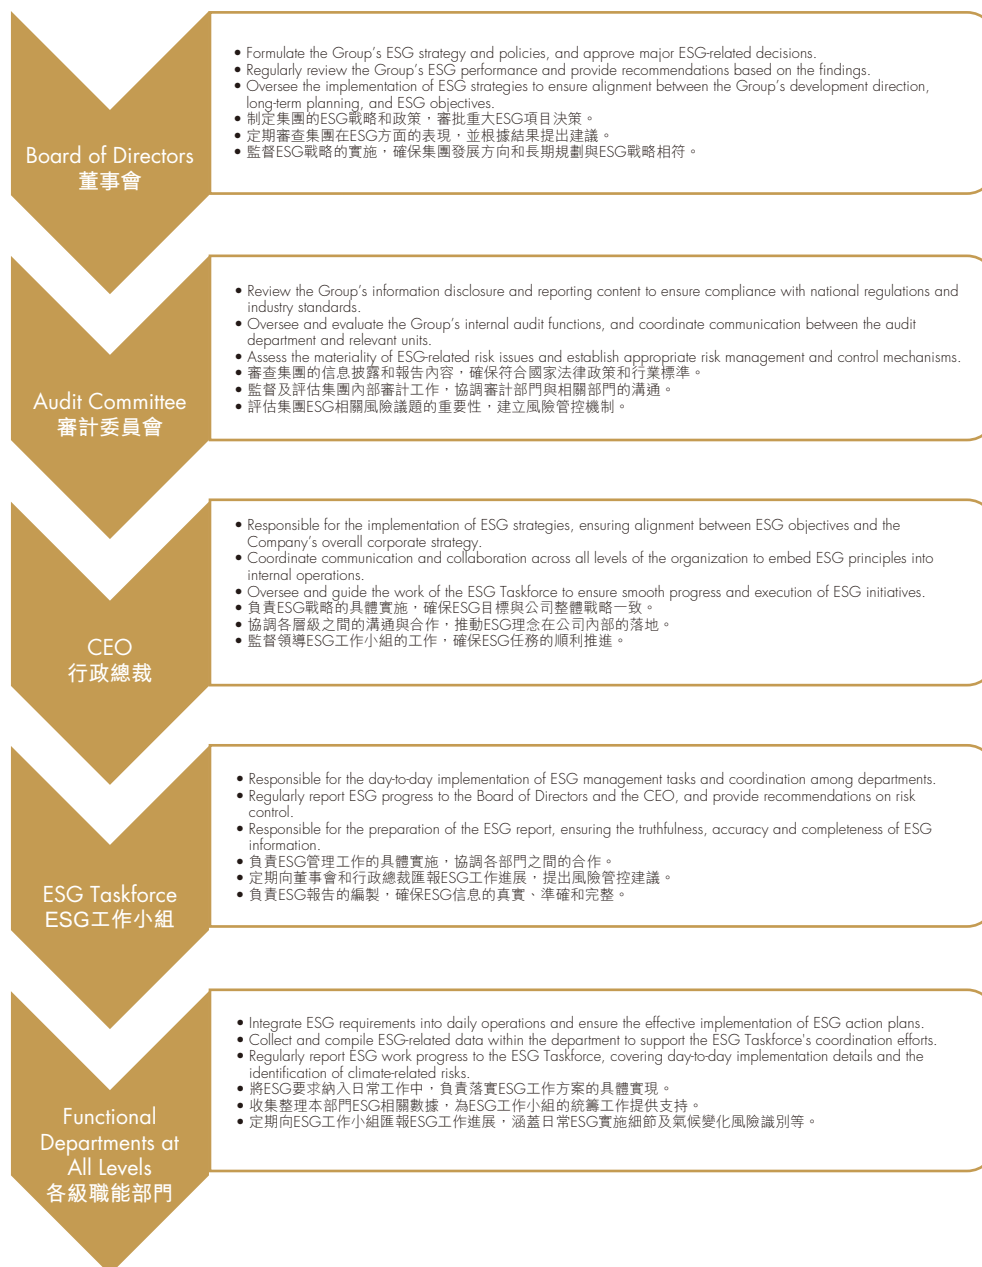 Board of Directors
董事會
• Formulate the Group's ESG strategy and policies, and approve major ESG-related decisions.
• Regularly review the Group's ESG performance and provide recommendations based on the findings.
• Oversee the implementation of ESG strategies to ensure alignment between the Group's development direction,
long-term planning, and ESG objectives.
• 制定集團的ESG戰略和政策，審批重大ESG項目決策。
• 定期審查集團在ESG方面的表現，並根據結果提出建議。
• 監督ESG戰略的實施，確保集團發展方向和長期規劃與ESG戰略相符。
Audit Committee
審計委員會
• Review the Group's information disclosure and reporting content to ensure compliance with national regulations and
industry standards.
• Oversee and evaluate the Group's internal audit functions, and coordinate communication between the audit
department and relevant units.
• Assess the materiality of ESG-related risk issues and establish appropriate risk management and control mechanisms.
• 審查集團的信息披露和報告內容，確保符合國家法律政策和行業標準。
• 監督及評估集團內部審計工作，協調審計部門與相關部門的溝通。
• 評估集團ESG相關風險議題的重要性，建立風險管控機制。
CEO
行政總裁
• Responsible for the implementation of ESG strategies, ensuring alignment between ESG objectives and the
Company's overall corporate strategy.
• Coordinate communication and collaboration across all levels of the organization to embed ESG principles into
internal operations.
• Oversee and guide the work of the ESG Taskforce to ensure smooth progress and execution of ESG initiatives.
• 負責ESG戰略的具體實施，確保ESG目標與公司整體戰略一致。
• 協調各層級之間的溝通與合作，推動ESG理念在公司內部的落地。
• 監督領導ESG工作小組的工作，確保ESG任務的順利推進。
ESG Taskforce
ESG工作小組
• Responsible for the day-to-day implementation of ESG management tasks and coordination among departments.
• Regularly report ESG progress to the Board of Directors and the CEO, and provide recommendations on risk
control.
• Responsible for the preparation of the ESG report, ensuring the truthfulness, accuracy and completeness of ESG
information.
• 負責ESG管理工作的具體實施，協調各部門之間的合作。
• 定期向董事會和行政總裁匯報ESG工作進展，提出風險管控建議。
• 負責ESG報告的編製，確保ESG信息的真實、準確和完整。
Functional
Departments at
All Levels
各級職能部門
• Integrate ESG requirements into daily operations and ensure the effective implementation of ESG action plans.
• Collect and compile ESG-related data within the department to support the ESG Taskforce's coordination efforts.
• Regularly report ESG work progress to the ESG Taskforce, covering day-to-day implementation details and the
identification of climate-related risks.
• 將ESG要求納入日常工作中，負責落實ESG工作方案的具體實現。
• 收集整理本部門ESG相關數據，為ESG工作小組的統籌工作提供支持。
• 定期向ESG工作小組匯報ESG工作進展，涵蓋日常ESG實施細節及氣候變化風險識別等。